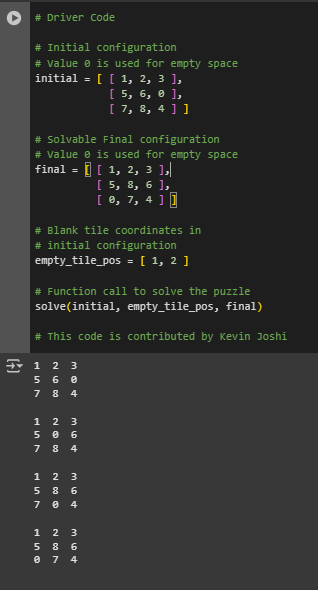 # Driver Code
# Initial configuration
# Value 0 is used for empty space
initial = [ [ 1, 2, 3 ],
[ 5, 6, 0 ],
[ 7, 8, 4 ] ]
# Solvable Final configuration
# Value 0 is used for empty space
final = [ [ 1, 2, 3 ],
[ 5, 8, 6 ],
[ 0, 7, 4 ] ]
# Blank tile coordinates in
# initial configuration
empty_tile_pos = [ 1, 2 ]
# Function call to solve the puzzle
solve(initial, empty_tile_pos, final)
# This code is contributed by Kevin Joshi
1 2 3
5 6 0
7 8 4
1 2 3
5 0 6
7 8 4
1 2 3
5 8 6
7 0 4
1 2 3
5 8 6
0 7 4